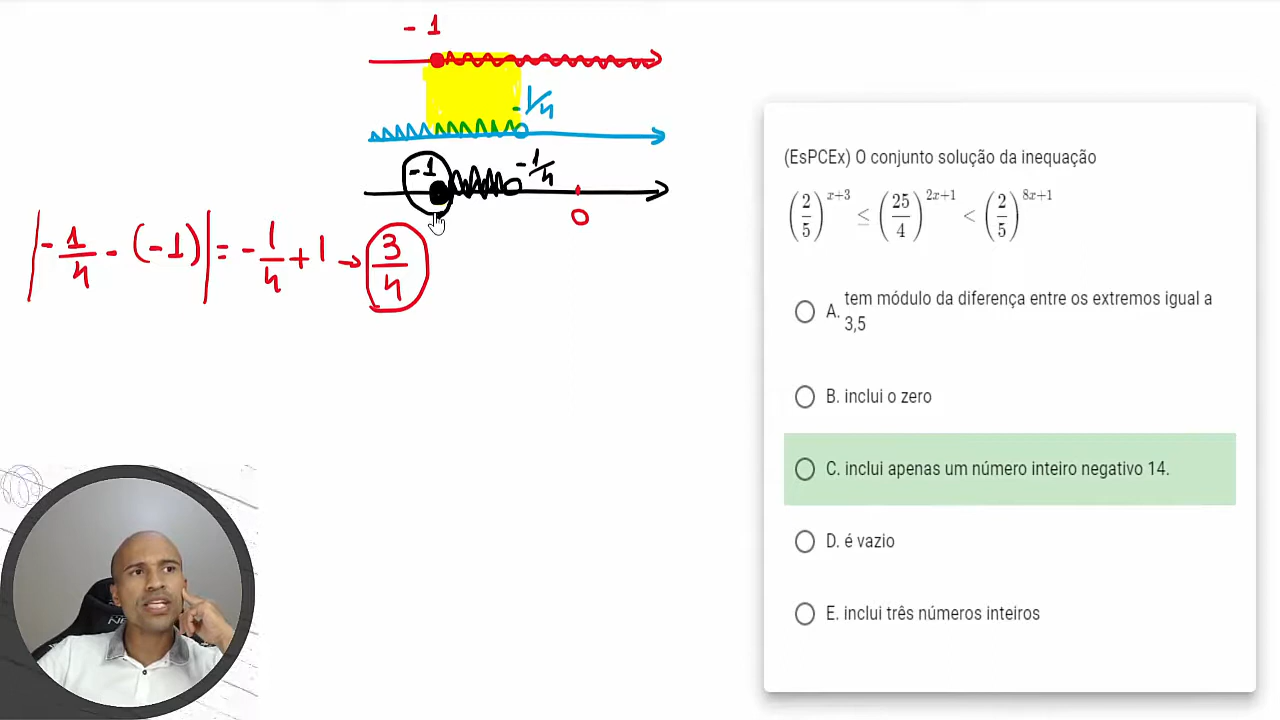 - 1
- 1/4
-1
- 1/4
0
|- 1/4 - (-1)| = - 1/4 + 1 → 3/4
(EsPCEx) O conjunto solução da inequação
(2/5)^{x+3} ≤ (25/4)^{2x+1} < (2/5)^{8x+1}
A. tem módulo da diferença entre os extremos igual a
3,5
B. inclui o zero
C. inclui apenas um número inteiro negativo 14.
D. é vazio
E. inclui três números inteiros